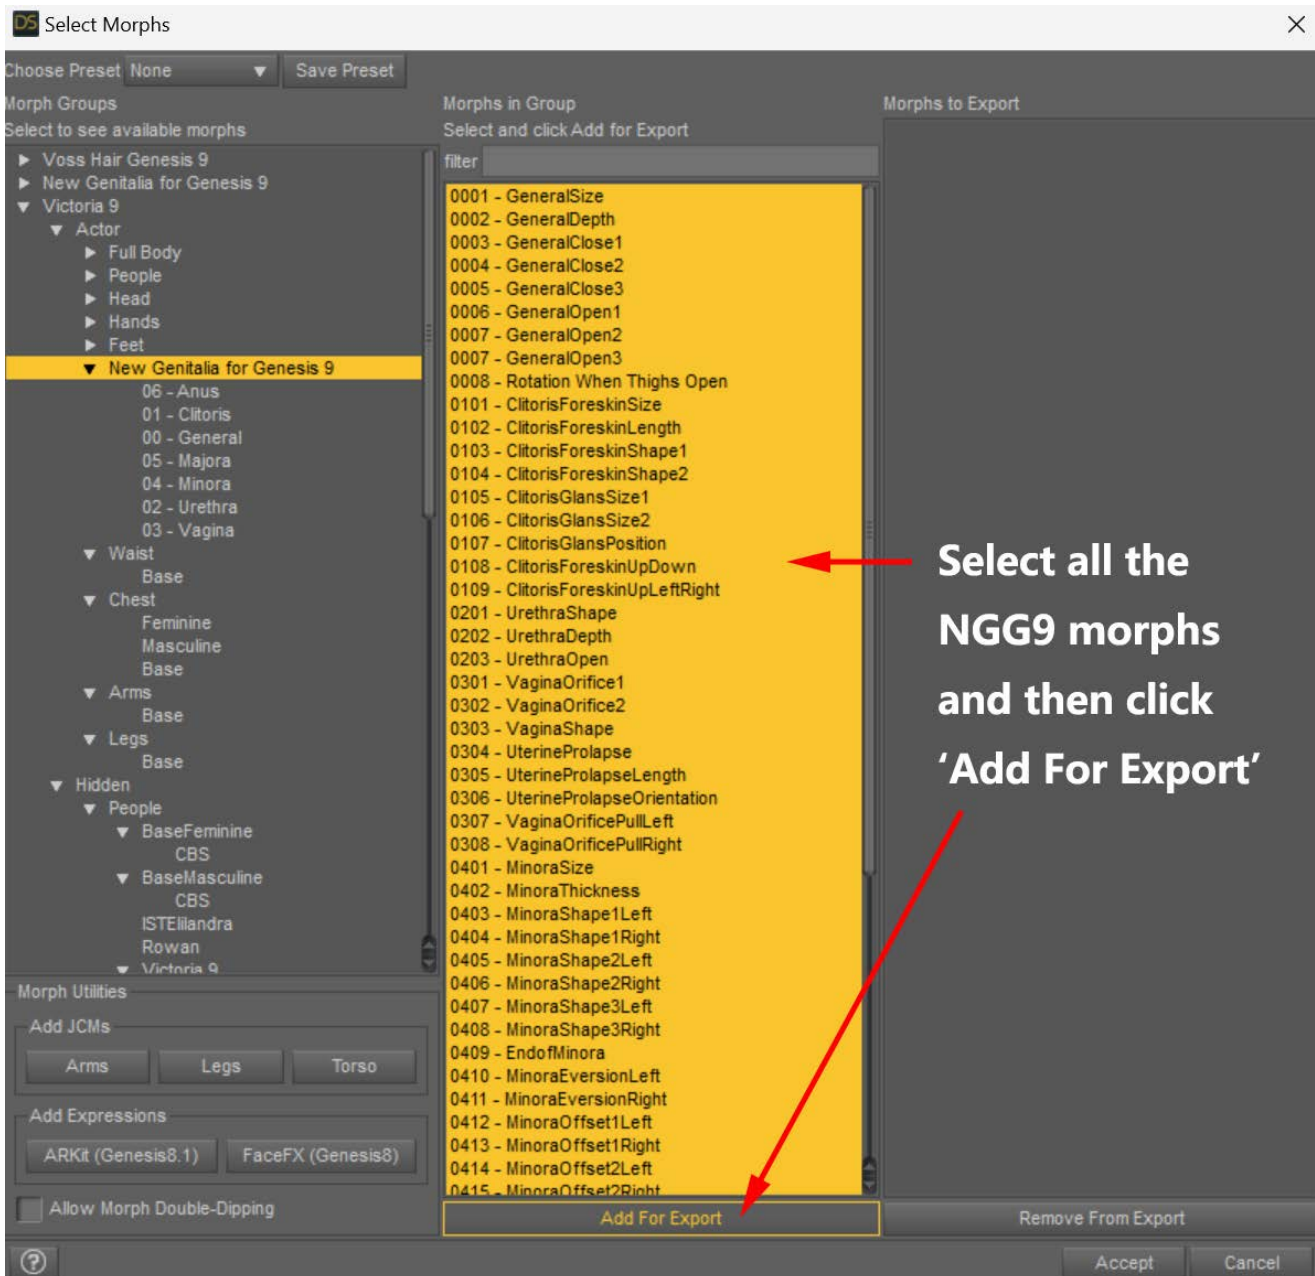 DS Select Morphs
Choose Preset None Save Preset
Morph Groups
Select to see available morphs
Voss Hair Genesis 9
New Genitalia for Genesis 9
Victoria 9
Actor
Full Body
People
Head
Hands
Feet
New Genitalia for Genesis 9
06 - Anus
01 - Clitoris
00 - General
05 - Majora
04 - Minora
02 - Urethra
03 - Vagina
Waist
Base
Chest
Feminine
Masculine
Base
Arms
Base
Legs
Base
Hidden
People
BaseFeminine
CBS
BaseMasculine
CBS
ISTElilandra
Rowan
Victoria 9
Morph Utilities
Add JCMs
Arms Legs Torso
Add Expressions
ARKit (Genesis8.1) FaceFX (Genesis8)
Allow Morph Double-Dipping
Morphs in Group
Select and click Add for Export
filter
0001 - GeneralSize
0002 - GeneralDepth
0003 - GeneralClose1
0004 - GeneralClose2
0005 - GeneralClose3
0006 - GeneralOpen1
0007 - GeneralOpen2
0007 - GeneralOpen3
0008 - Rotation When Thighs Open
0101 - ClitorisForeskinSize
0102 - ClitorisForeskinLength
0103 - ClitorisForeskinShape1
0104 - ClitorisForeskinShape2
0105 - ClitorisGlansSize1
0106 - ClitorisGlansSize2
0107 - ClitorisGlansPosition
0108 - ClitorisForeskinUpDown
0109 - ClitorisForeskinUpLeftRight
0201 - UrethraShape
0202 - UrethraDepth
0203 - UrethraOpen
0301 - VaginaOrifice1
0302 - VaginaOrifice2
0303 - VaginaShape
0304 - UterineProlapse
0305 - UterineProlapseLength
0306 - UterineProlapseOrientation
0307 - VaginaOrificePullLeft
0308 - VaginaOrificePullRight
0401 - MinoraSize
0402 - MinoraThickness
0403 - MinoraShape1Left
0404 - MinoraShape1Right
0405 - MinoraShape2Left
0406 - MinoraShape2Right
0407 - MinoraShape3Left
0408 - MinoraShape3Right
0409 - EndofMinora
0410 - MinoraEversionLeft
0411 - MinoraEversionRight
0412 - MinoraOffset1Left
0413 - MinoraOffset1Right
0414 - MinoraOffset2Left
0415 - MinoraOffset2Right
Add For Export
Morphs to Export
Select all the
NGG9 morphs
and then click
‘Add For Export’
Remove From Export
? Accept Cancel